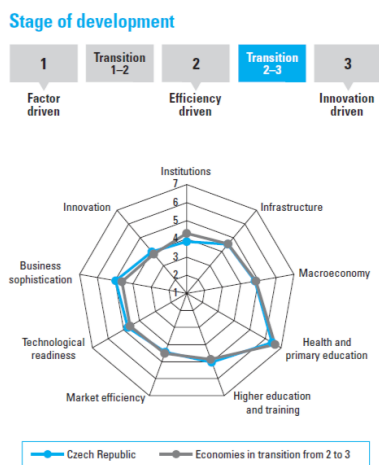 Stage of development
1
Transition
1–2
2
Transition
2–3
3
Factor
driven
Efficiency
driven
Innovation
driven
Institutions
7
6
5
4
3
2
1
Innovation
Infrastructure
Business
sophistication
Macroeconomy
Technological
readiness
Health and
primary education
Market efficiency
Higher education
and training
Czech Republic
Economies in transition from 2 to 3